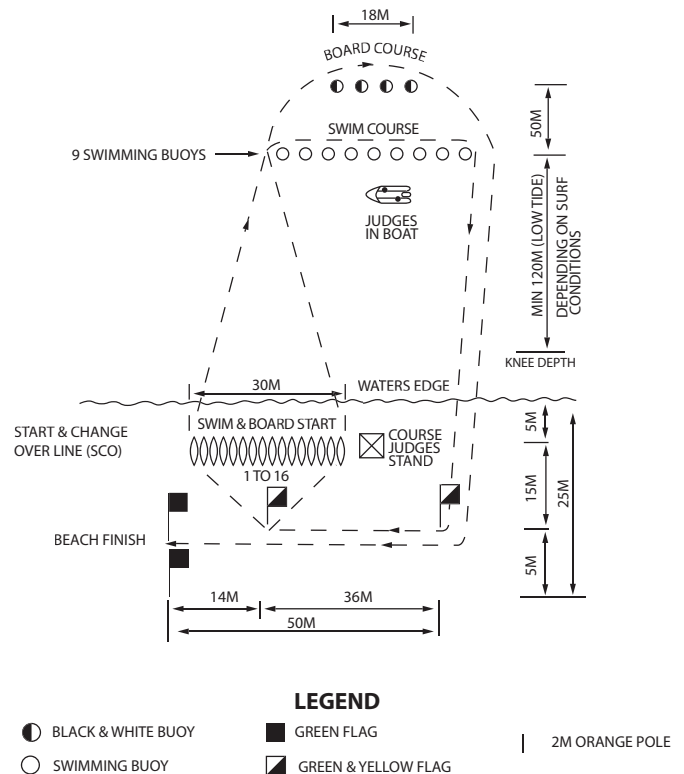 18M
BOARD COURSE
SWIM COURSE
50M
9 SWIMMING BUOYS
JUDGES
IN BOAT
MIN 120M (LOW TIDE)
DEPENDING ON SURF
CONDITIONS
KNEE DEPTH
30M
WATERS EDGE
START & CHANGE
OVER LINE (SCO)
SWIM & BOARD START
COURSE
JUDGES
STAND
5M
1 TO 16
15M
25M
BEACH FINISH
5M
14M
36M
50M
LEGEND
BLACK & WHITE BUOY
GREEN FLAG
2M ORANGE POLE
SWIMMING BUOY
GREEN & YELLOW FLAG